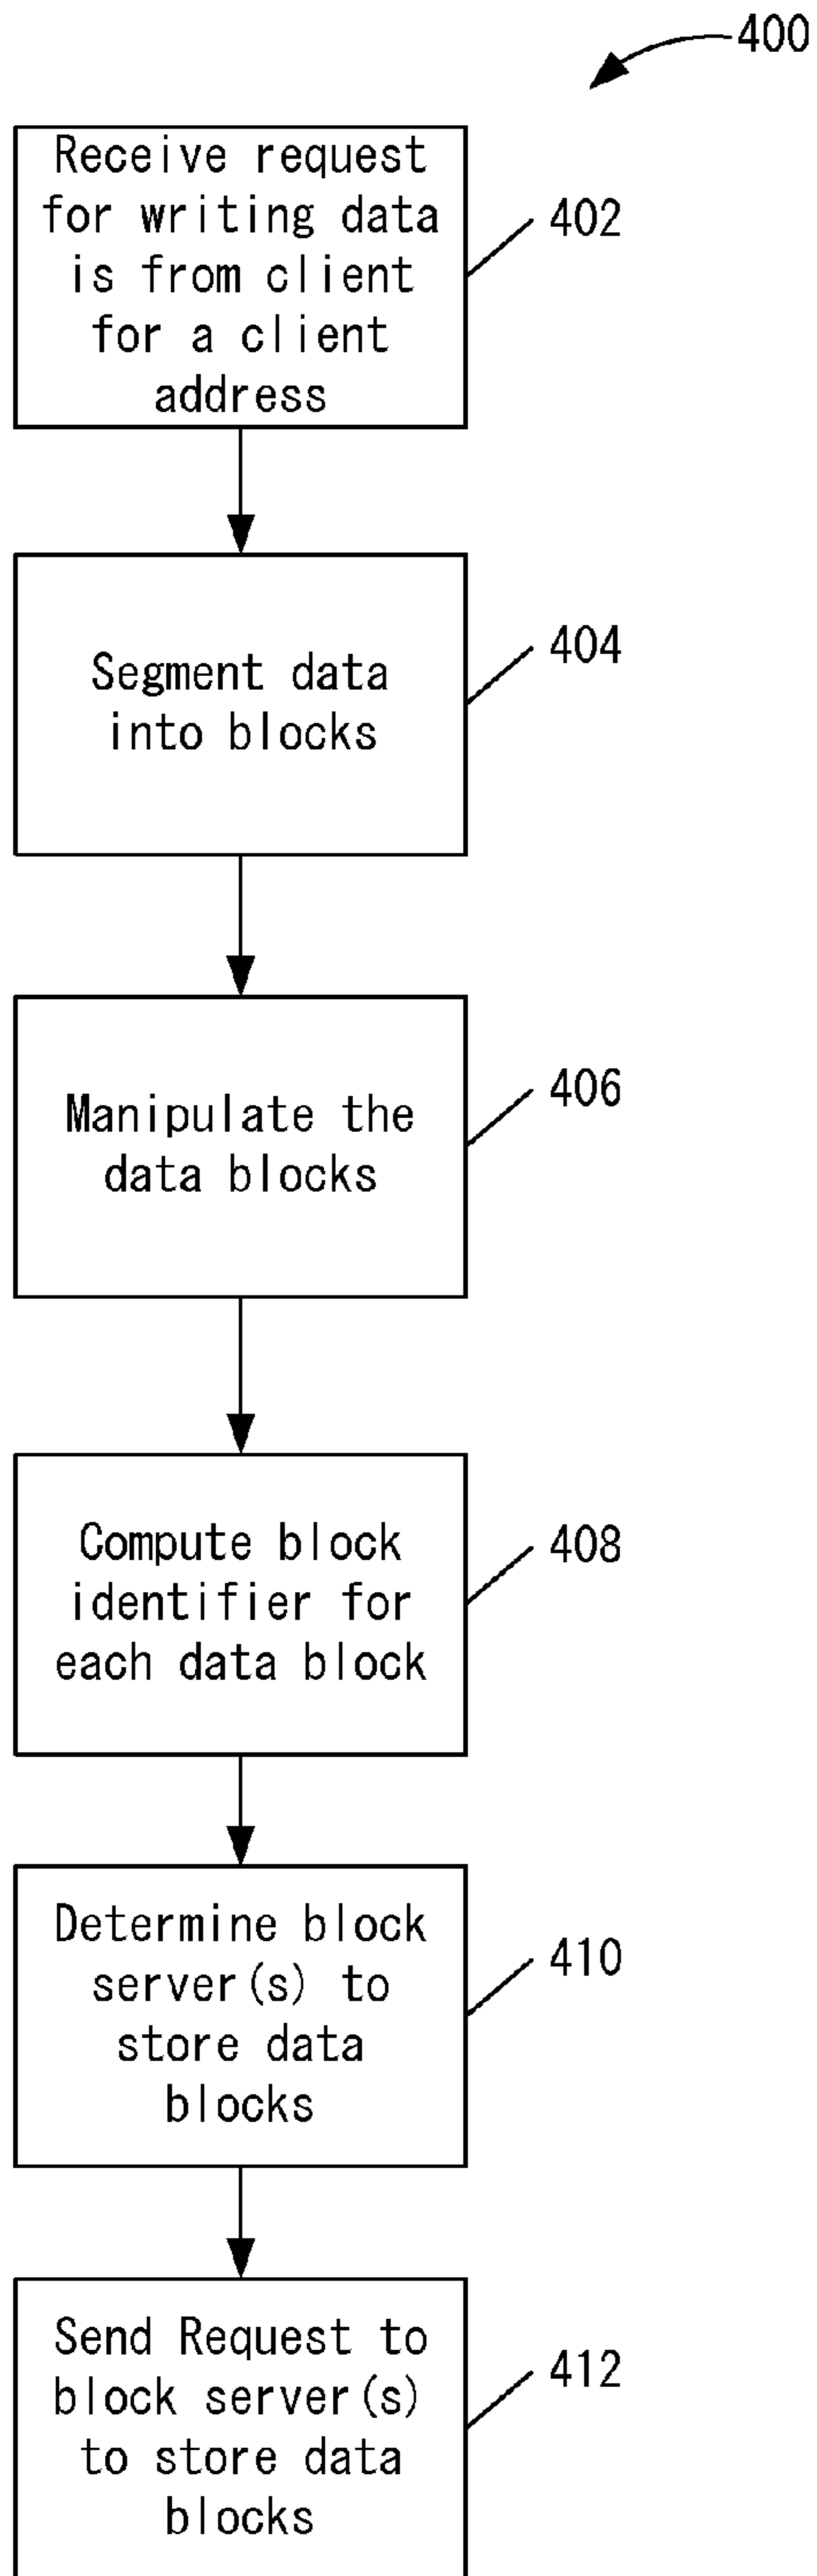 400
Receive request
for writing data
is from client
for a client
address
402
Segment data
into blocks
404
Manipulate the
data blocks
406
Compute block
identifier for
each data block
408
Determine block
server(s) to
store data
blocks
410
Send Request to
block server(s)
to store data
blocks
412